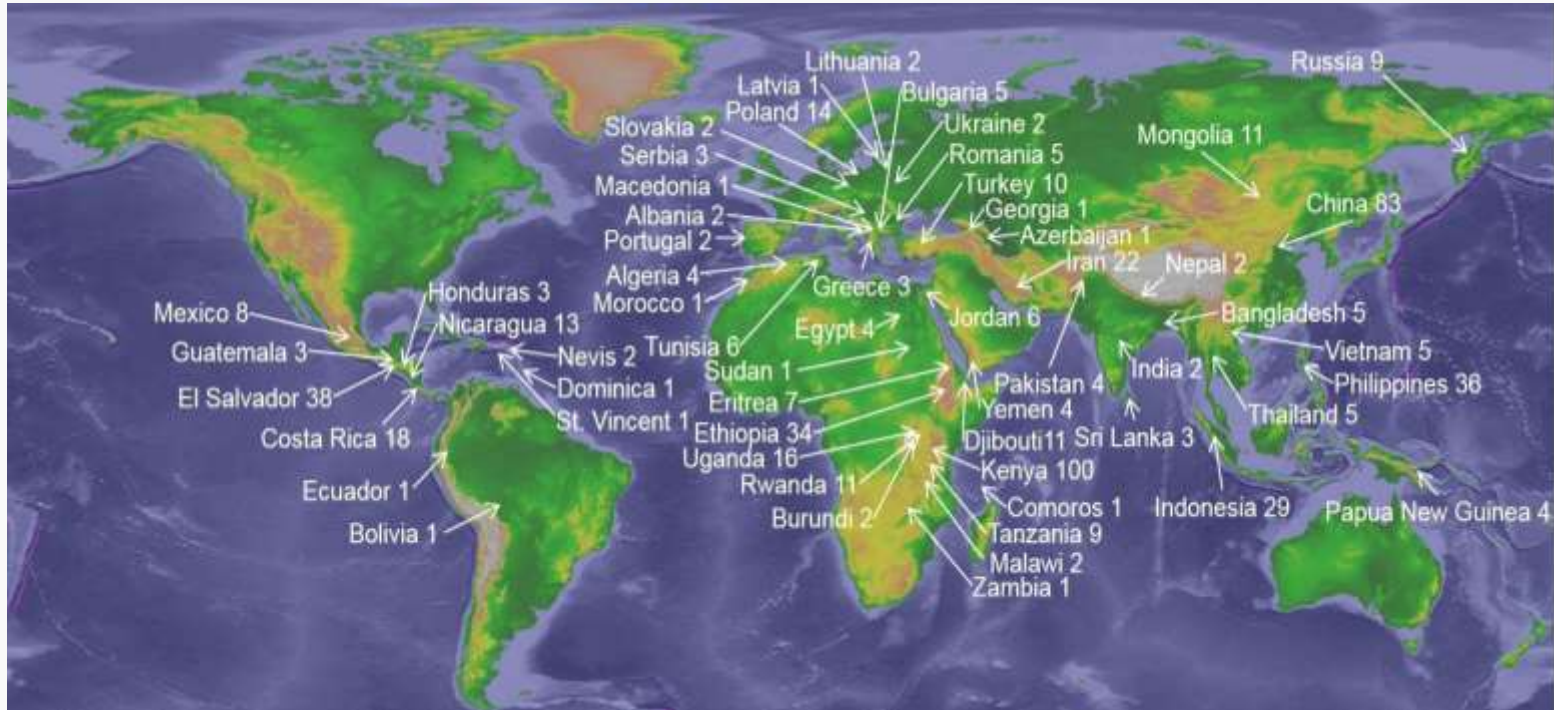 Lithuania 2
Latvia 1
Bulgaria 5
Poland 14
Slovakia 2
Ukraine 2
Serbia 3
Romania 5
Macedonia 1
Turkey 10
Albania 2
Georgia 1
Portugal 2
Azerbaijan 1
Russia 9
Mongolia 11
China 83
Algeria 4
Iran 22
Nepal 2
Morocco 1
Greece 3
Honduras 3
Mexico 8
Nicaragua 13
Egypt 4
Jordan 6
Bangladesh 5
Guatemala 3
Nevis 2
Tunisia 6
Vietnam 5
El Salvador 38
Dominica 1
Sudan 1
Pakistan 4
India 2
Philippines 36
Costa Rica 18
St. Vincent 1
Eritrea 7
Yemen 4
Thailand 5
Ethiopia 34
Djibouti11
Sri Lanka 3
Uganda 16
Kenya 100
Ecuador 1
Rwanda 11
Comoros 1
Indonesia 29
Papua New Guinea 4
Bolivia 1
Burundi 2
Tanzania 9
Malawi 2
Zambia 1